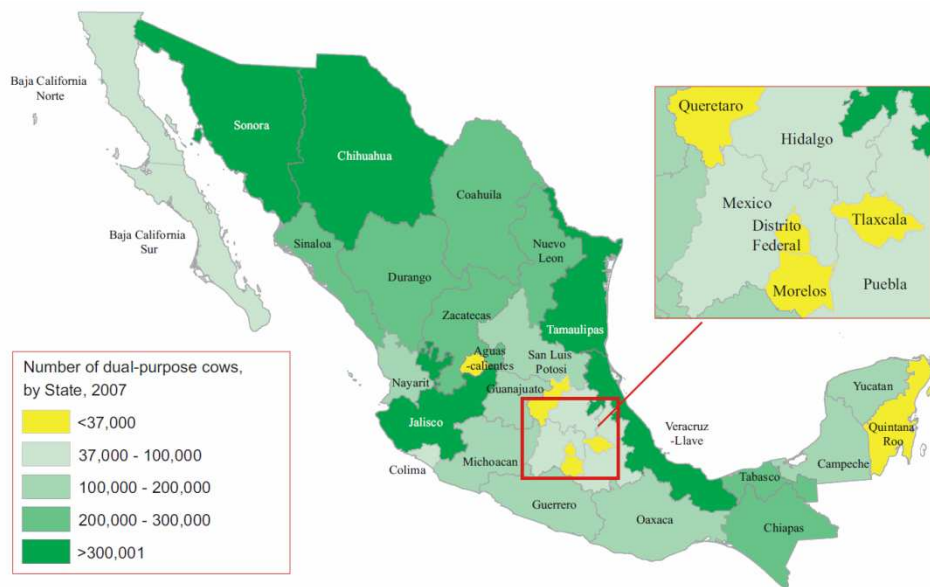 Baja California
Norte
Sonora
Chihuahua
Coahuila
Baja California
Sur
Sinaloa
Nuevo
Leon
Durango
Zacatecas
Tamaulipas
Aguas
-calientes
San Luis
Potosi
Nayarit
Guanajuato
Jalisco
Veracruz
-Llave
Colima
Michoacan
Guerrero
Oaxaca
Tabasco
Chiapas
Yucatan
Quintana
Roo
Campeche
Queretaro
Hidalgo
Mexico
Distrito
Federal
Tlaxcala
Morelos
Puebla
Number of dual-purpose cows,
by State, 2007
<37,000
37,000 - 100,000
100,000 - 200,000
200,000 - 300,000
>300,001